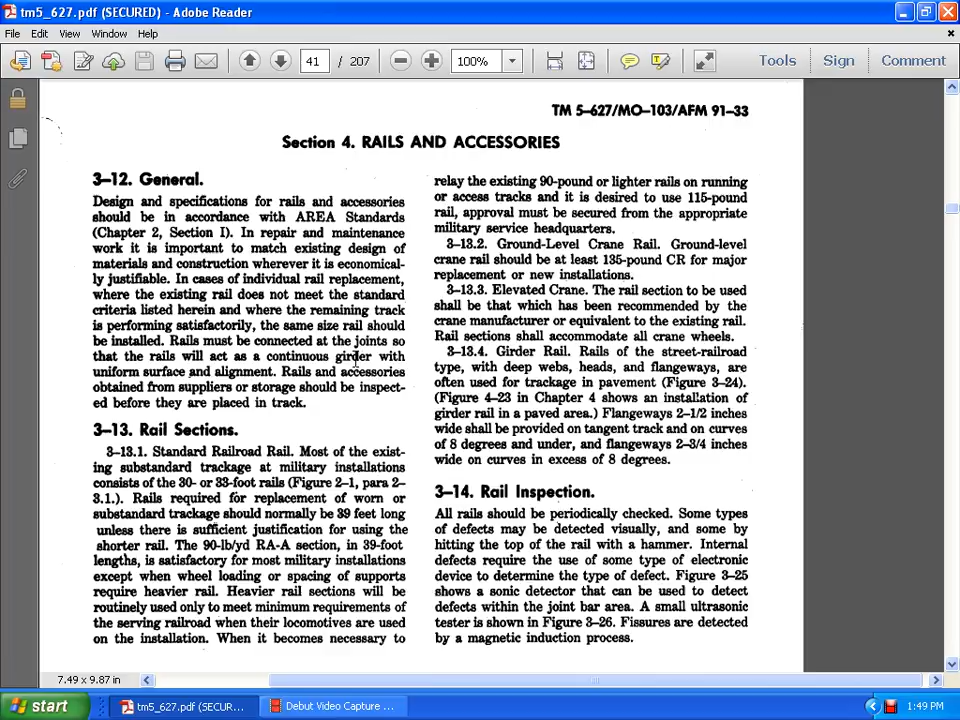 tm5_627.pdf (SECURED) - Adobe Reader
File Edit View Window Help
41 / 207 100% Tools Sign Comment
TM 5-627/MO-103/AFM 91-33
Section 4. RAILS AND ACCESSORIES
3-12. General.
Design and specifications for rails and accessories
should be in accordance with AREA Standards
(Chapter 2, Section I). In repair and maintenance
work it is important to match existing design of
materials and construction wherever it is economical-
ly justifiable. In cases of individual rail replacement,
where the existing rail does not meet the standard
criteria listed herein and where the remaining track
is performing satisfactorily, the same size rail should
be installed. Rails must be connected at the joints so
that the rails will act as a continuous girder with
uniform surface and alignment. Rails and accessories
obtained from suppliers or storage should be inspect-
ed before they are placed in track.
3-13. Rail Sections.
3-13.1. Standard Railroad Rail. Most of the exist-
ing substandard trackage at military installations
consists of the 30- or 33-foot rails (Figure 2-1, para 2-
3.1.). Rails required for replacement of worn or
substandard trackage should normally be 39 feet long
unless there is sufficient justification for using the
shorter rail. The 90-lb/yd RA-A section, in 39-foot
lengths, is satisfactory for most military installations
except when wheel loading or spacing of supports
require heavier rail. Heavier rail sections will be
routinely used only to meet minimum requirements of
the serving railroad when their locomotives are used
on the installation. When it becomes necessary to
relay the existing 90-pound or lighter rails on running
or access tracks and it is desired to use 115-pound
rail, approval must be secured from the appropriate
military service headquarters.
3-13.2. Ground-Level Crane Rail. Ground-level
crane rail should be at least 135-pound CR for major
replacement or new installations.
3-13.3. Elevated Crane. The rail section to be used
shall be that which has been recommended by the
crane manufacturer or equivalent to the existing rail.
Rail sections shall accommodate all crane wheels.
3-13.4. Girder Rail. Rails of the street-railroad
type, with deep webs, heads, and flangeways, are
often used for trackage in pavement (Figure 3-24).
(Figure 4-23 in Chapter 4 shows an installation of
girder rail in a paved area.) Flangeways 2-1/2 inches
wide shall be provided on tangent track and on curves
of 8 degrees and under, and flangeways 2-3/4 inches
wide on curves in excess of 8 degrees.
3-14. Rail Inspection.
All rails should be periodically checked. Some types
of defects may be detected visually, and some by
hitting the top of the rail with a hammer. Internal
defects require the use of some type of electronic
device to determine the type of defect. Figure 3-25
shows a sonic detector that can be used to detect
defects within the joint bar area. A small ultrasonic
tester is shown in Figure 3-26. Fissures are detected
by a magnetic induction process.
7.49 x 9.87 in
start tm5_627.pdf (SECUR... Debut Video Capture ... 1:49 PM